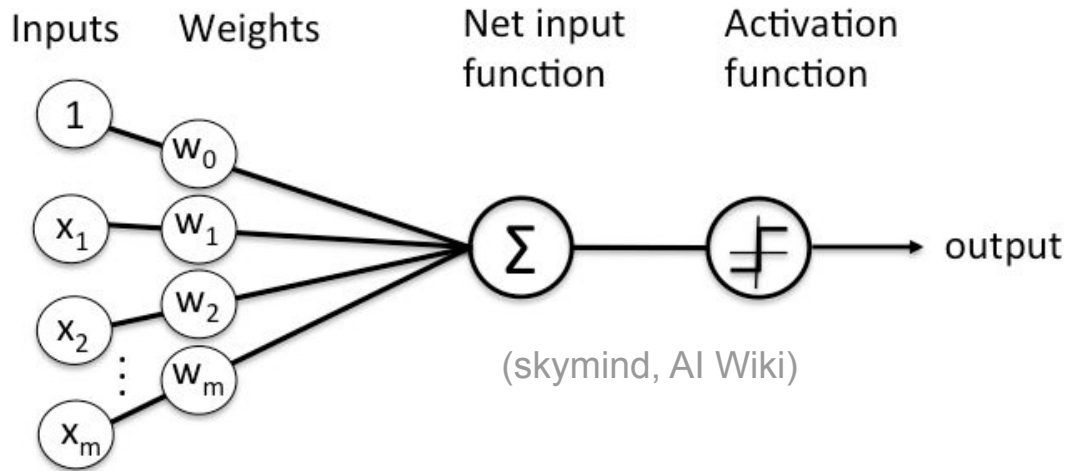 Inputs Weights Net input function Activation function
1
w₀
x₁ w₁
Σ
output
x₂ w₂
⋮
wₘ
xₘ
(skymind, AI Wiki)